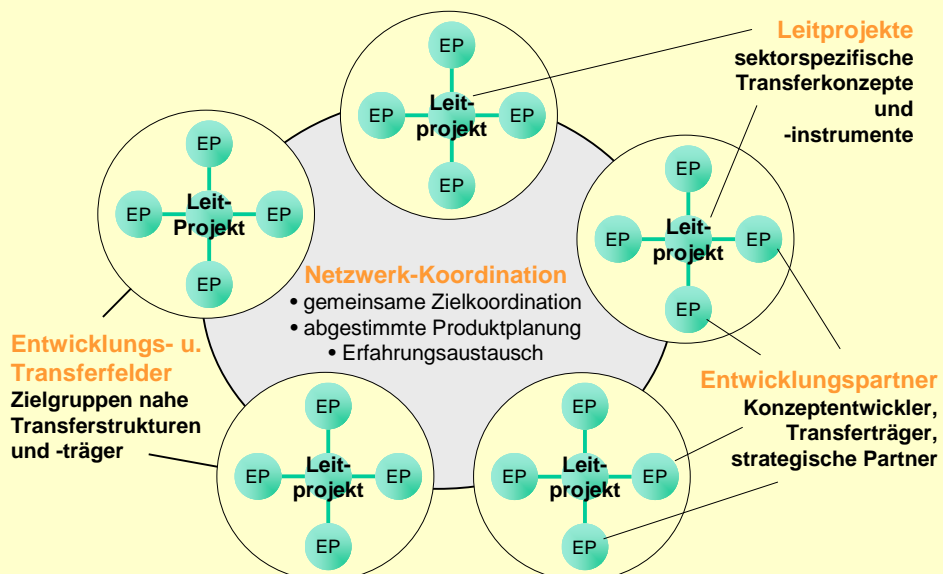 EP
EP
Leit-
projekt
EP
EP
Leitprojekte
sektorspezifische
Transferkonzepte
und
-instrumente
EP
EP
Leit-
Projekt
EP
EP
EP
EP
Leit-
projekt
EP
EP
Netzwerk-Koordination
• gemeinsame Zielkoordination
• abgestimmte Produktplanung
• Erfahrungsaustausch
Entwicklungs- u.
Transferfelder
Zielgruppen nahe
Transferstrukturen
und -träger
Entwicklungspartner
Konzeptentwickler,
Transferträger,
strategische Partner
EP
EP
Leit-
projekt
EP
EP
EP
EP
Leit-
projekt
EP
EP